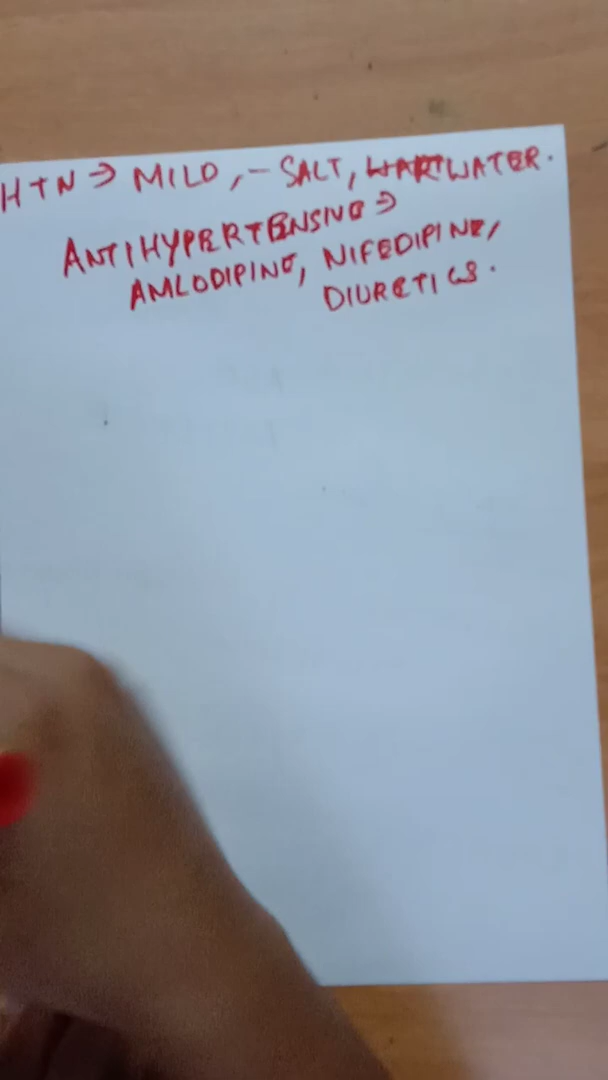 HTN → MILD, - SALT, WATER.
ANTIHYPERTENSIVE →
AMLODIPINE, NIFEDIPINE,
DIURETICS.